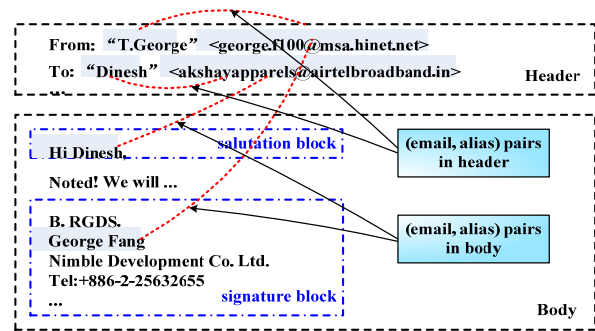 From: “T.George” <george.f100@msa.hinet.net>
To: “Dinesh” <akshayapparels@airtelbroadband.in>
...
Header
Hi Dinesh,
salutation block
(email, alias) pairs
in header
Noted! We will ...
B. RGDS.
George Fang
Nimble Development Co. Ltd.
Tel:+886-2-25632655
...
signature block
(email, alias) pairs
in body
Body